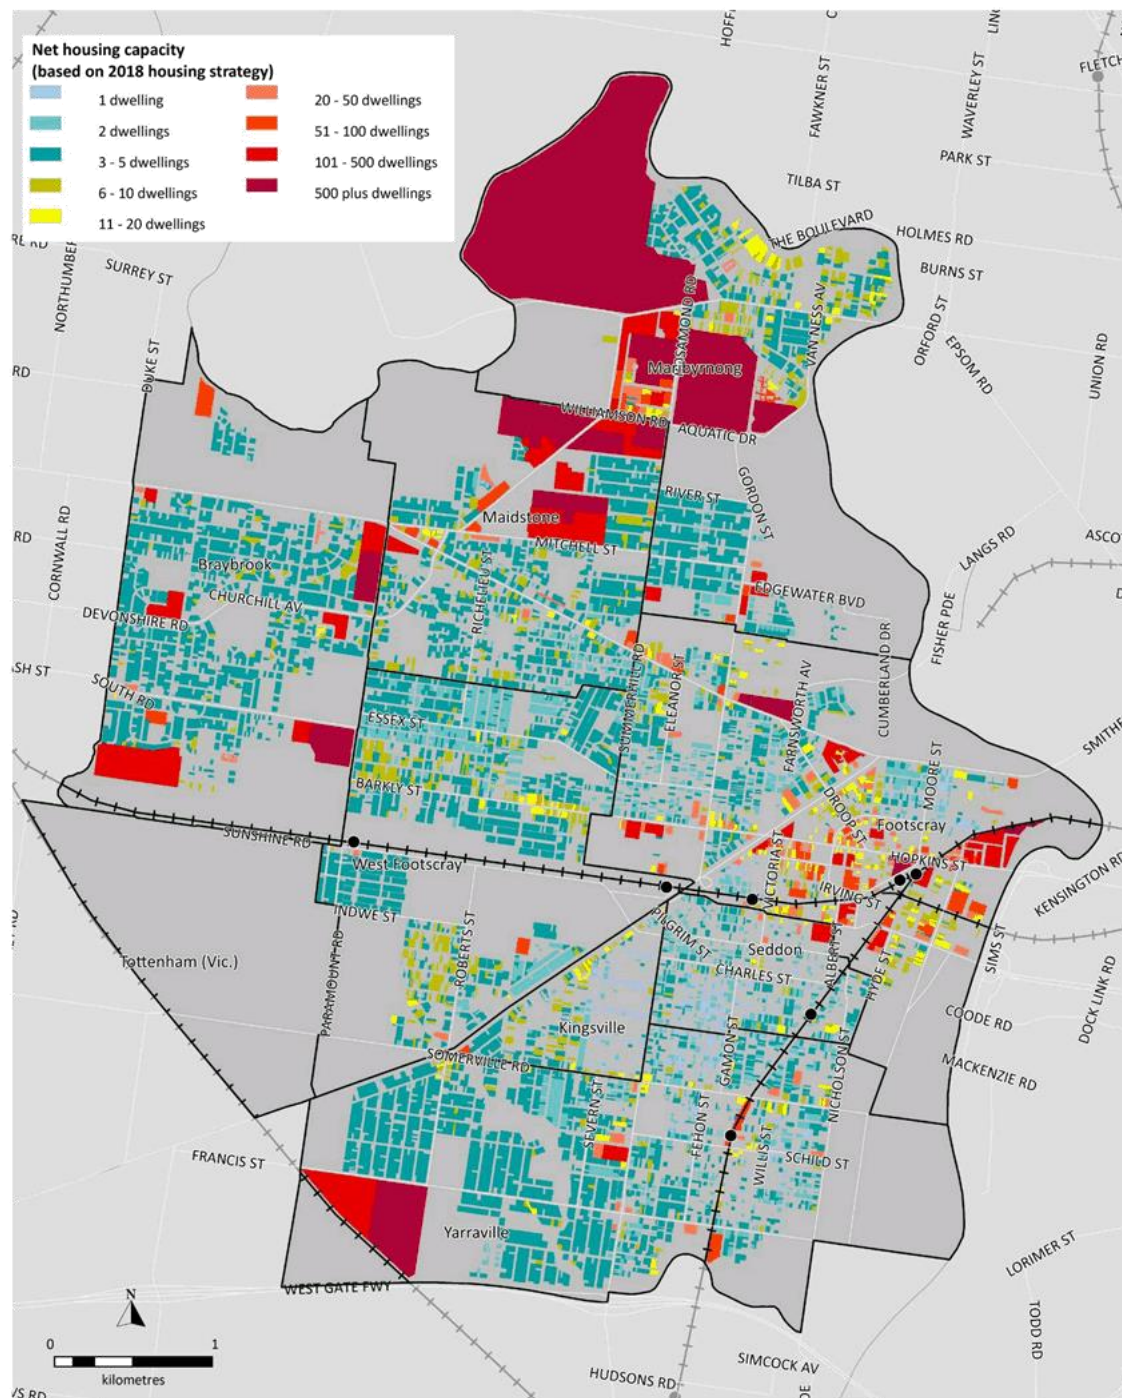 Net housing capacity
(based on 2018 housing strategy)
1 dwelling
2 dwellings
3 - 5 dwellings
6 - 10 dwellings
11 - 20 dwellings
20 - 50 dwellings
51 - 100 dwellings
101 - 500 dwellings
500 plus dwellings
WAVERLEY ST
FAWKNER ST
PARK ST
TILBA ST
THE BOULEVARD
HOLMES RD
BURNS ST
SURREY ST
DUKE ST
ROSAMOND RD
VAN NESS AV
ORFORD ST
EPSOM RD
UNION RD
RD
Maribyrnong
WILLIAMSON RD
AQUATIC DR
GORDON ST
RIVER ST
CORNWALL RD
RD
Maidstone
MITCHELL ST
LANGS RD
Braybrook
CHURCHILL AV
RICHELIEU ST
EDGEWATER BVD
DEVONSHIRE RD
FISHER PDE
CUMBERLAND DR
SOUTH RD
ESSEX ST
SUMMERHILL RD
ELEANOR ST
FARNSWORTH AV
MOORE ST
BARKLY ST
DROOP ST
Footscray
SUNSHINE RD
West Footscray
VICTORIA ST
HOPKINS ST
IRVING ST
KENSINGTON RD
INDWE ST
PILGRIM ST
Seddon
ALBERT ST
SIMS ST
Tottenham (Vic.)
PARAMOUNT RD
ROBERTS ST
CHARLES ST
HYDE ST
DOCK LINK RD
Kingsville
COODE RD
SOMERVILLE RD
GAMON ST
NICHOLSON ST
MACKENZIE RD
SEVERN ST
FEHON ST
WILLIS ST
SCHILD ST
FRANCIS ST
Yarraville
LORIMER ST
WEST GATE FWY
N
0 1
kilometres
TODD RD
SIMCOCK AV
HUDSONS RD